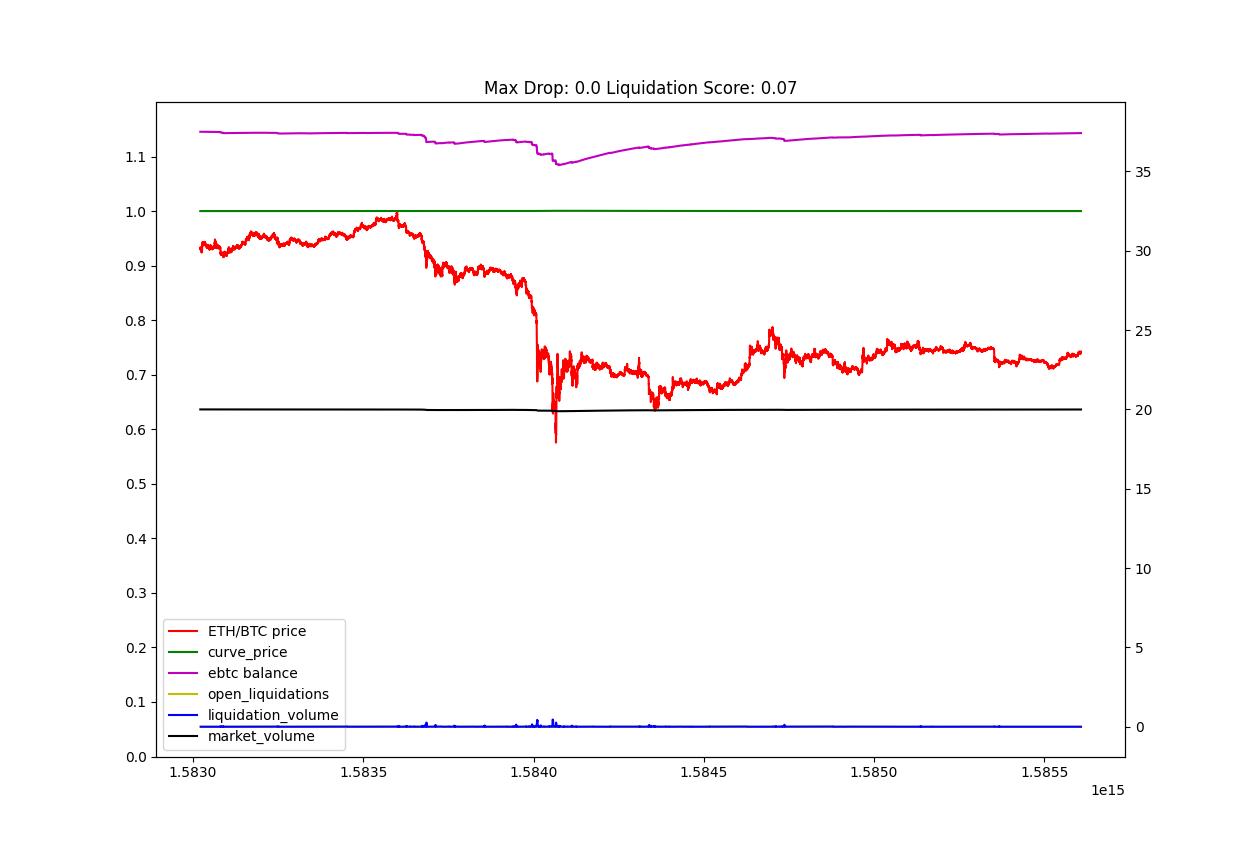 Max Drop: 0.0 Liquidation Score: 0.07
1.1
1.0
0.9
0.8
0.7
0.6
0.5
0.4
0.3
0.2
0.1
0.0
35
30
25
20
15
10
5
0
ETH/BTC price
curve_price
ebtc balance
open_liquidations
liquidation_volume
market_volume
1.5830 1.5835 1.5840 1.5845 1.5850 1.5855
1e15